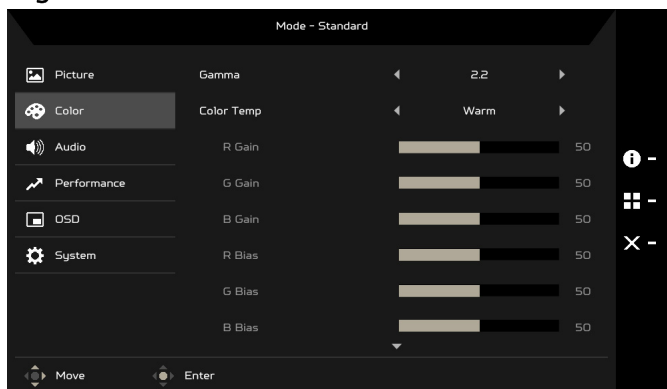 Mode - Standard
Picture
Gamma
2.2
Color
Color Temp
Warm
Audio
R Gain
50
G Gain
50
Performance
B Gain
50
OSD
R Bias
50
System
G Bias
50
B Bias
50
Move
Enter